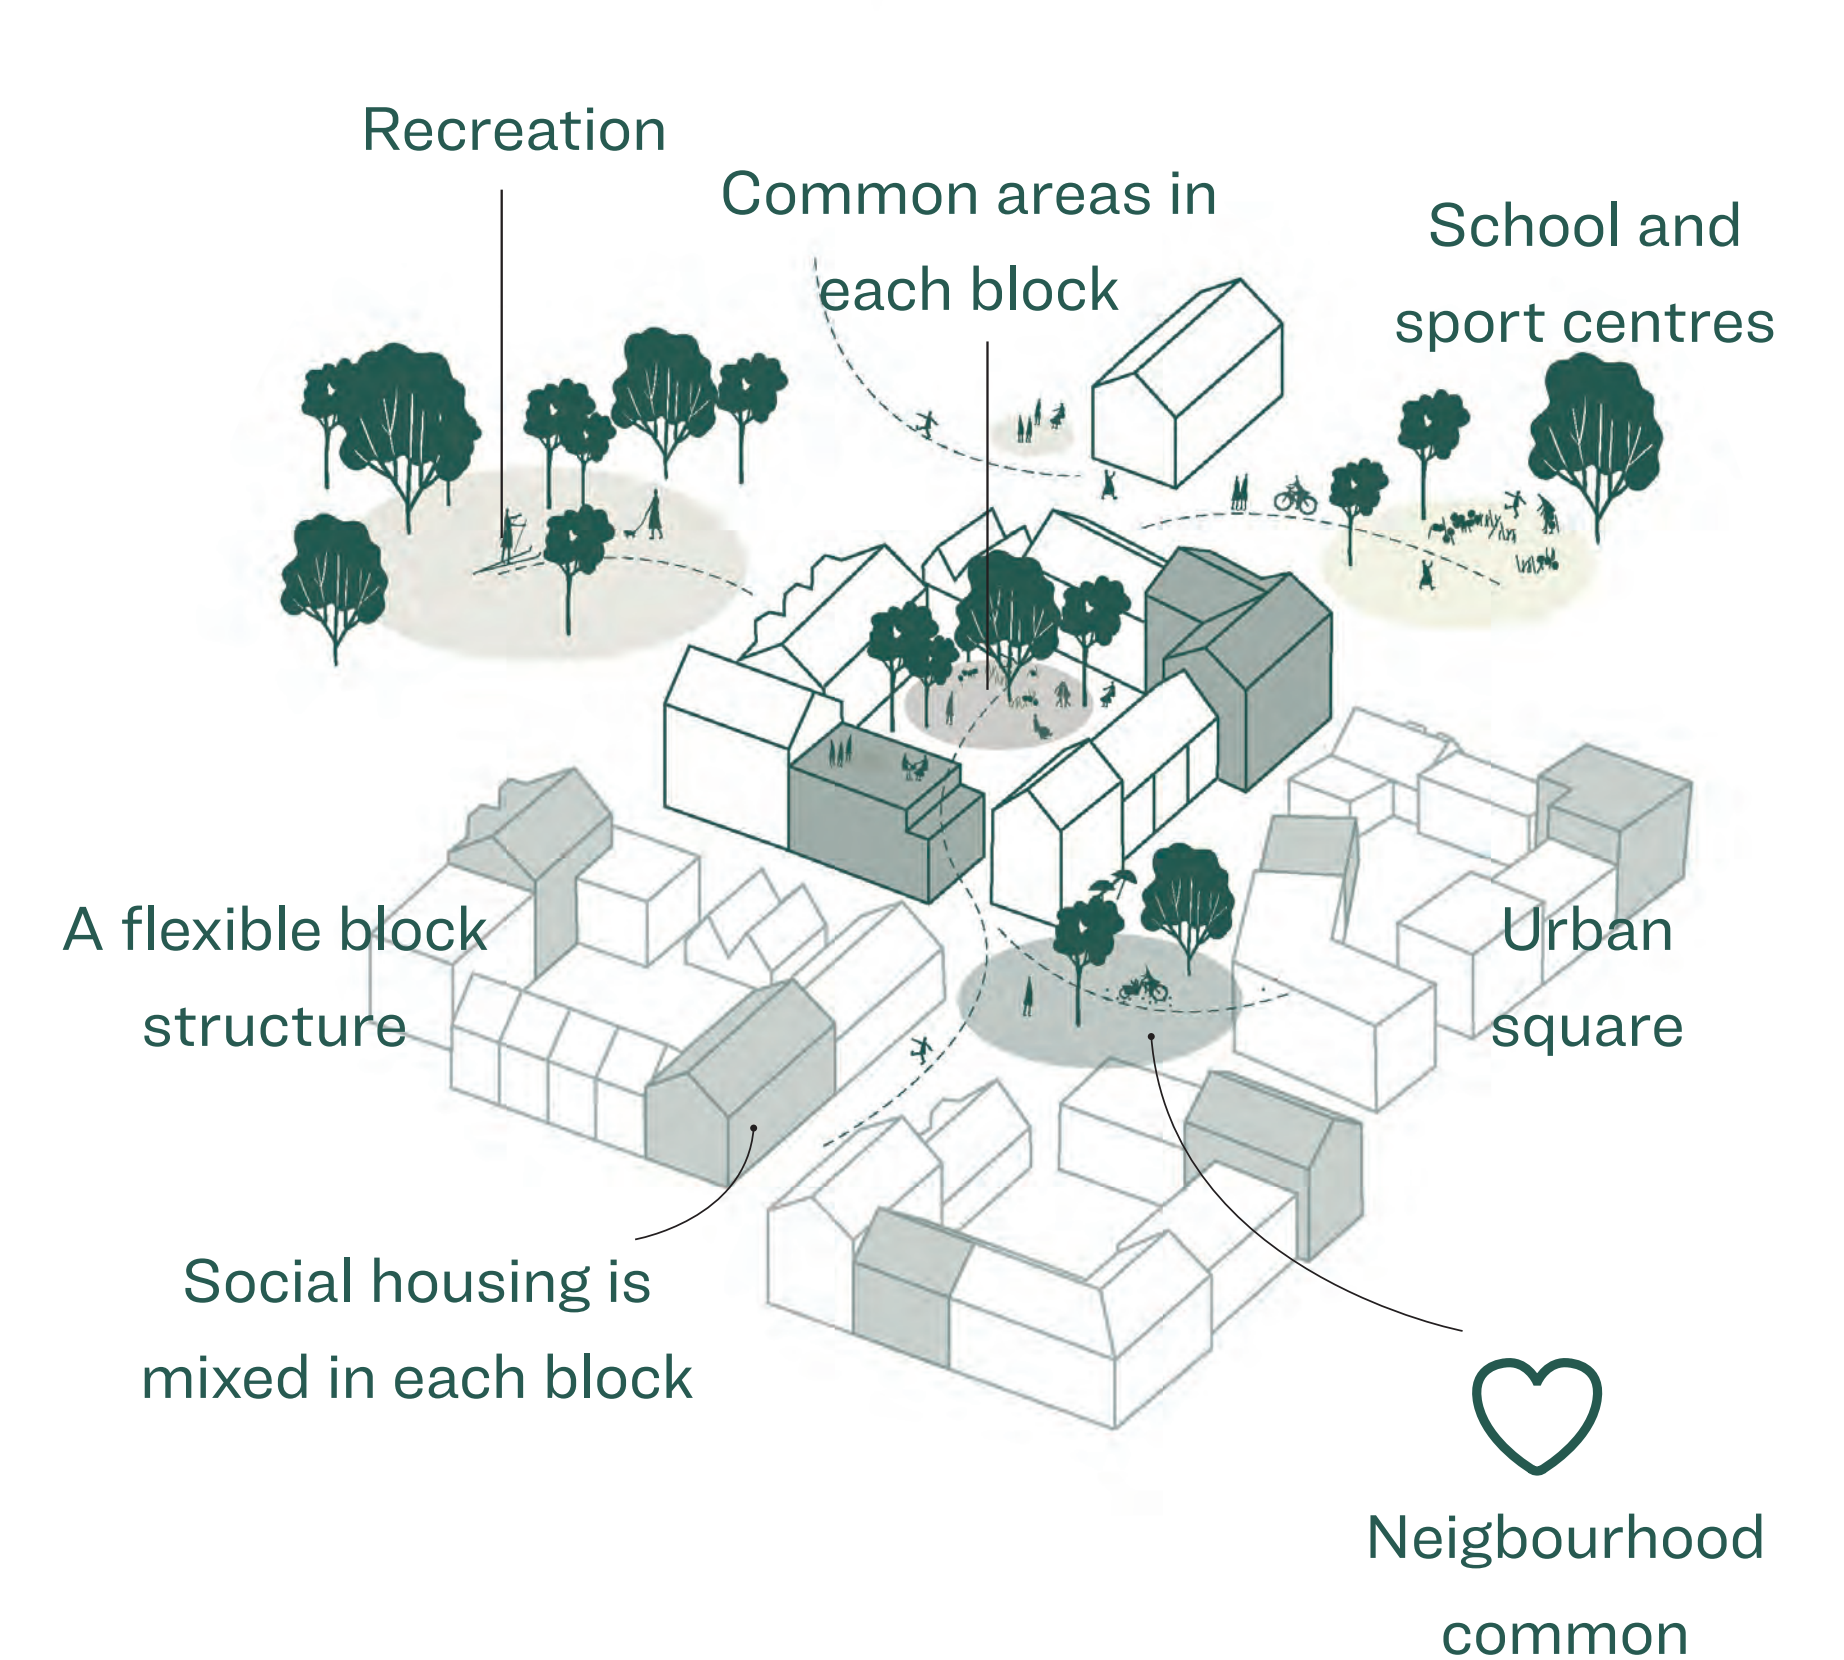 Recreation
Common areas in
each block
School and
sport centres
A flexible block
structure
Urban
square
Social housing is
mixed in each block
Neigbourhood
common